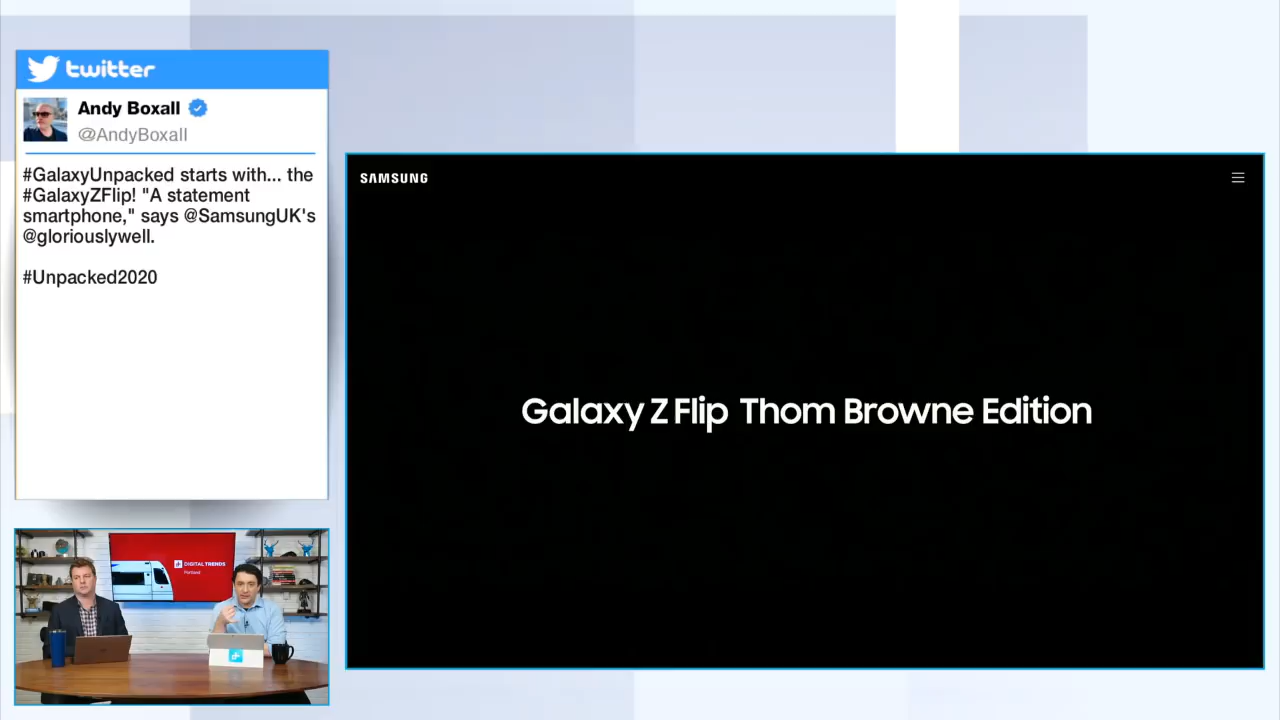 twitter
Andy Boxall
@AndyBoxall
#GalaxyUnpacked starts with... the
#GalaxyZFlip! "A statement
smartphone," says @SamsungUK's
@gloriouslywell.
#Unpacked2020
SAMSUNG
Galaxy Z Flip Thom Browne Edition
DIGITAL TRENDS
Portland